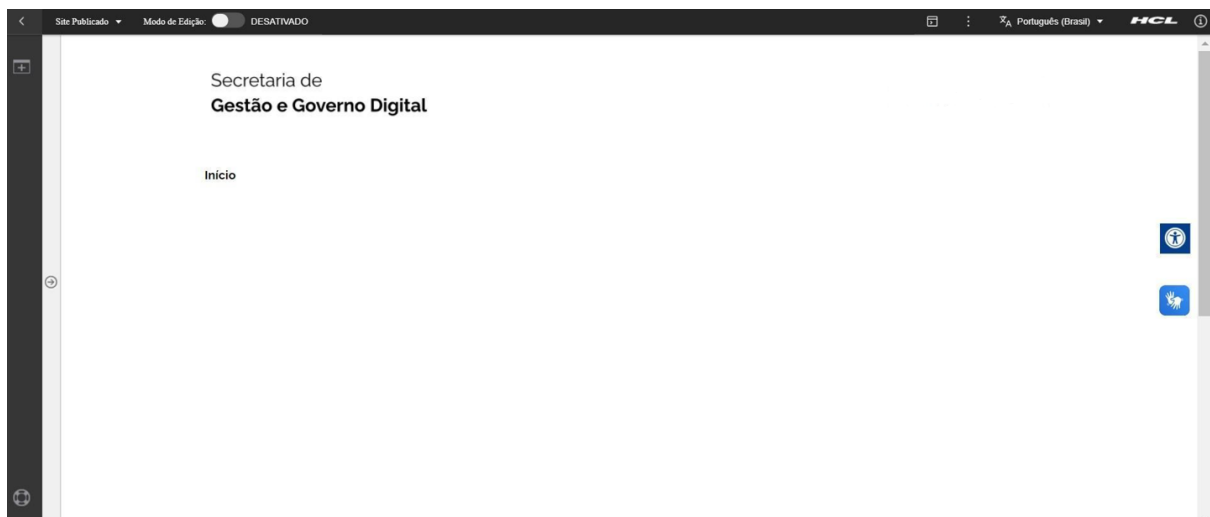 Site Publicado Modo de Edição: DESATIVADO Português (Brasil) HCL
Secretaria de
Gestão e Governo Digital
Início